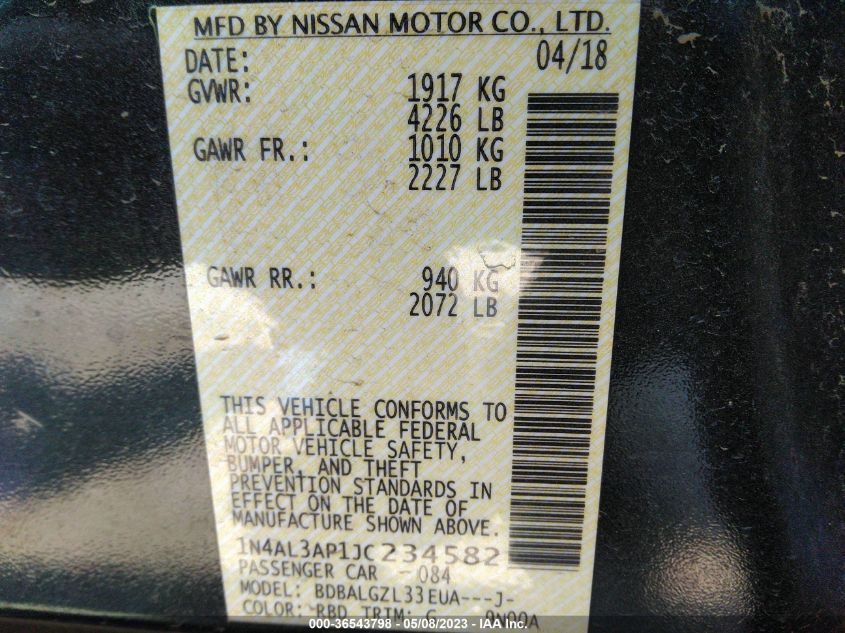 MFD BY NISSAN MOTOR CO., LTD.
DATE: 04/18
GVWR: 1917 KG
4226 LB
GAWR FR.: 1010 KG
2227 LB
GAWR RR.: 940 KG
2072 LB
THIS VEHICLE CONFORMS TO
ALL APPLICABLE FEDERAL
MOTOR VEHICLE SAFETY,
BUMPER, AND THEFT
PREVENTION STANDARDS IN
EFFECT ON THE DATE OF
MANUFACTURE SHOWN ABOVE.
1N4AL3AP1JC234582
PASSENGER CAR 084
MODEL: BDBALGZL33EUA---J-
COLOR: RBD TRIM: G
000-36543798 - 05/08/2023 - IAA Inc.